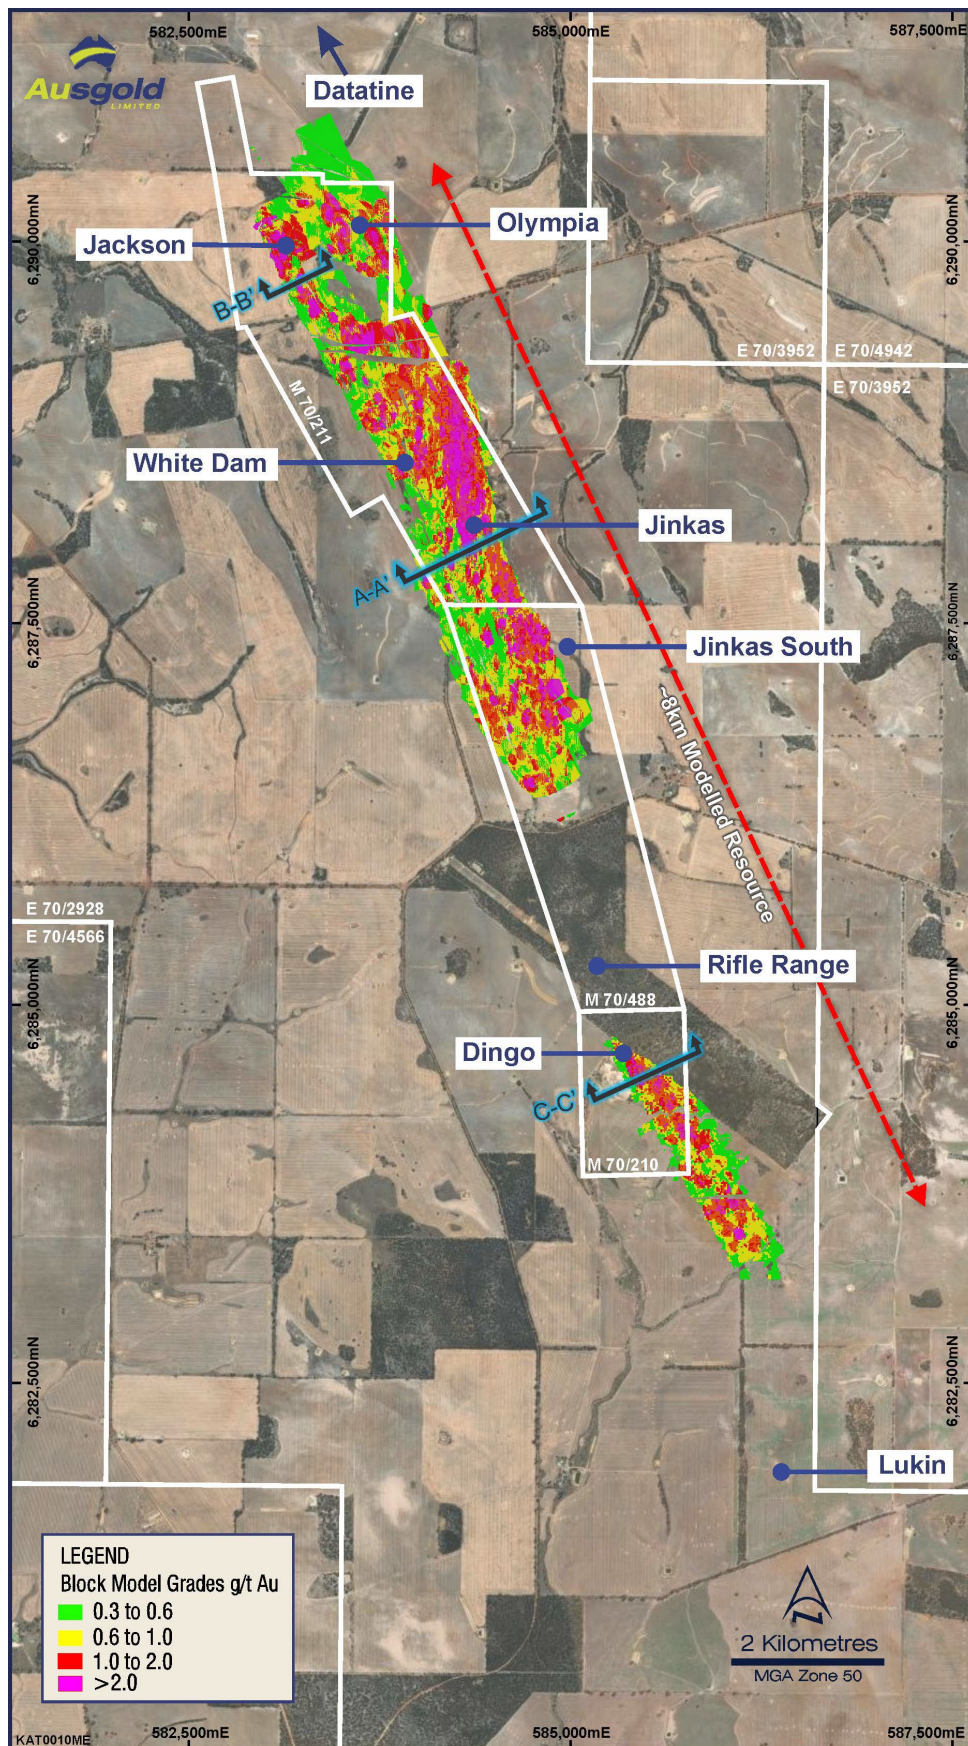 582,500mE
585,000mE
587,500mE
Ausgold
LIMITED
Datatine
Olympia
Jackson
6,290,000mN
6,290,000mN
B-B'
E 70/3952
E 70/4942
E 70/3952
M 70/211
White Dam
Jinkas
A-A'
6,287,500mN
6,287,500mN
Jinkas South
~8km Modelled Resource
E 70/2928
E 70/4566
Rifle Range
6,285,000mN
6,285,000mN
M 70/488
Dingo
C-C'
M 70/210
6,282,500mN
6,282,500mN
Lukin
LEGEND
Block Model Grades g/t Au
0.3 to 0.6
0.6 to 1.0
1.0 to 2.0
>2.0
2 Kilometres
MGA Zone 50
KAT0010ME
582,500mE
585,000mE
587,500mE